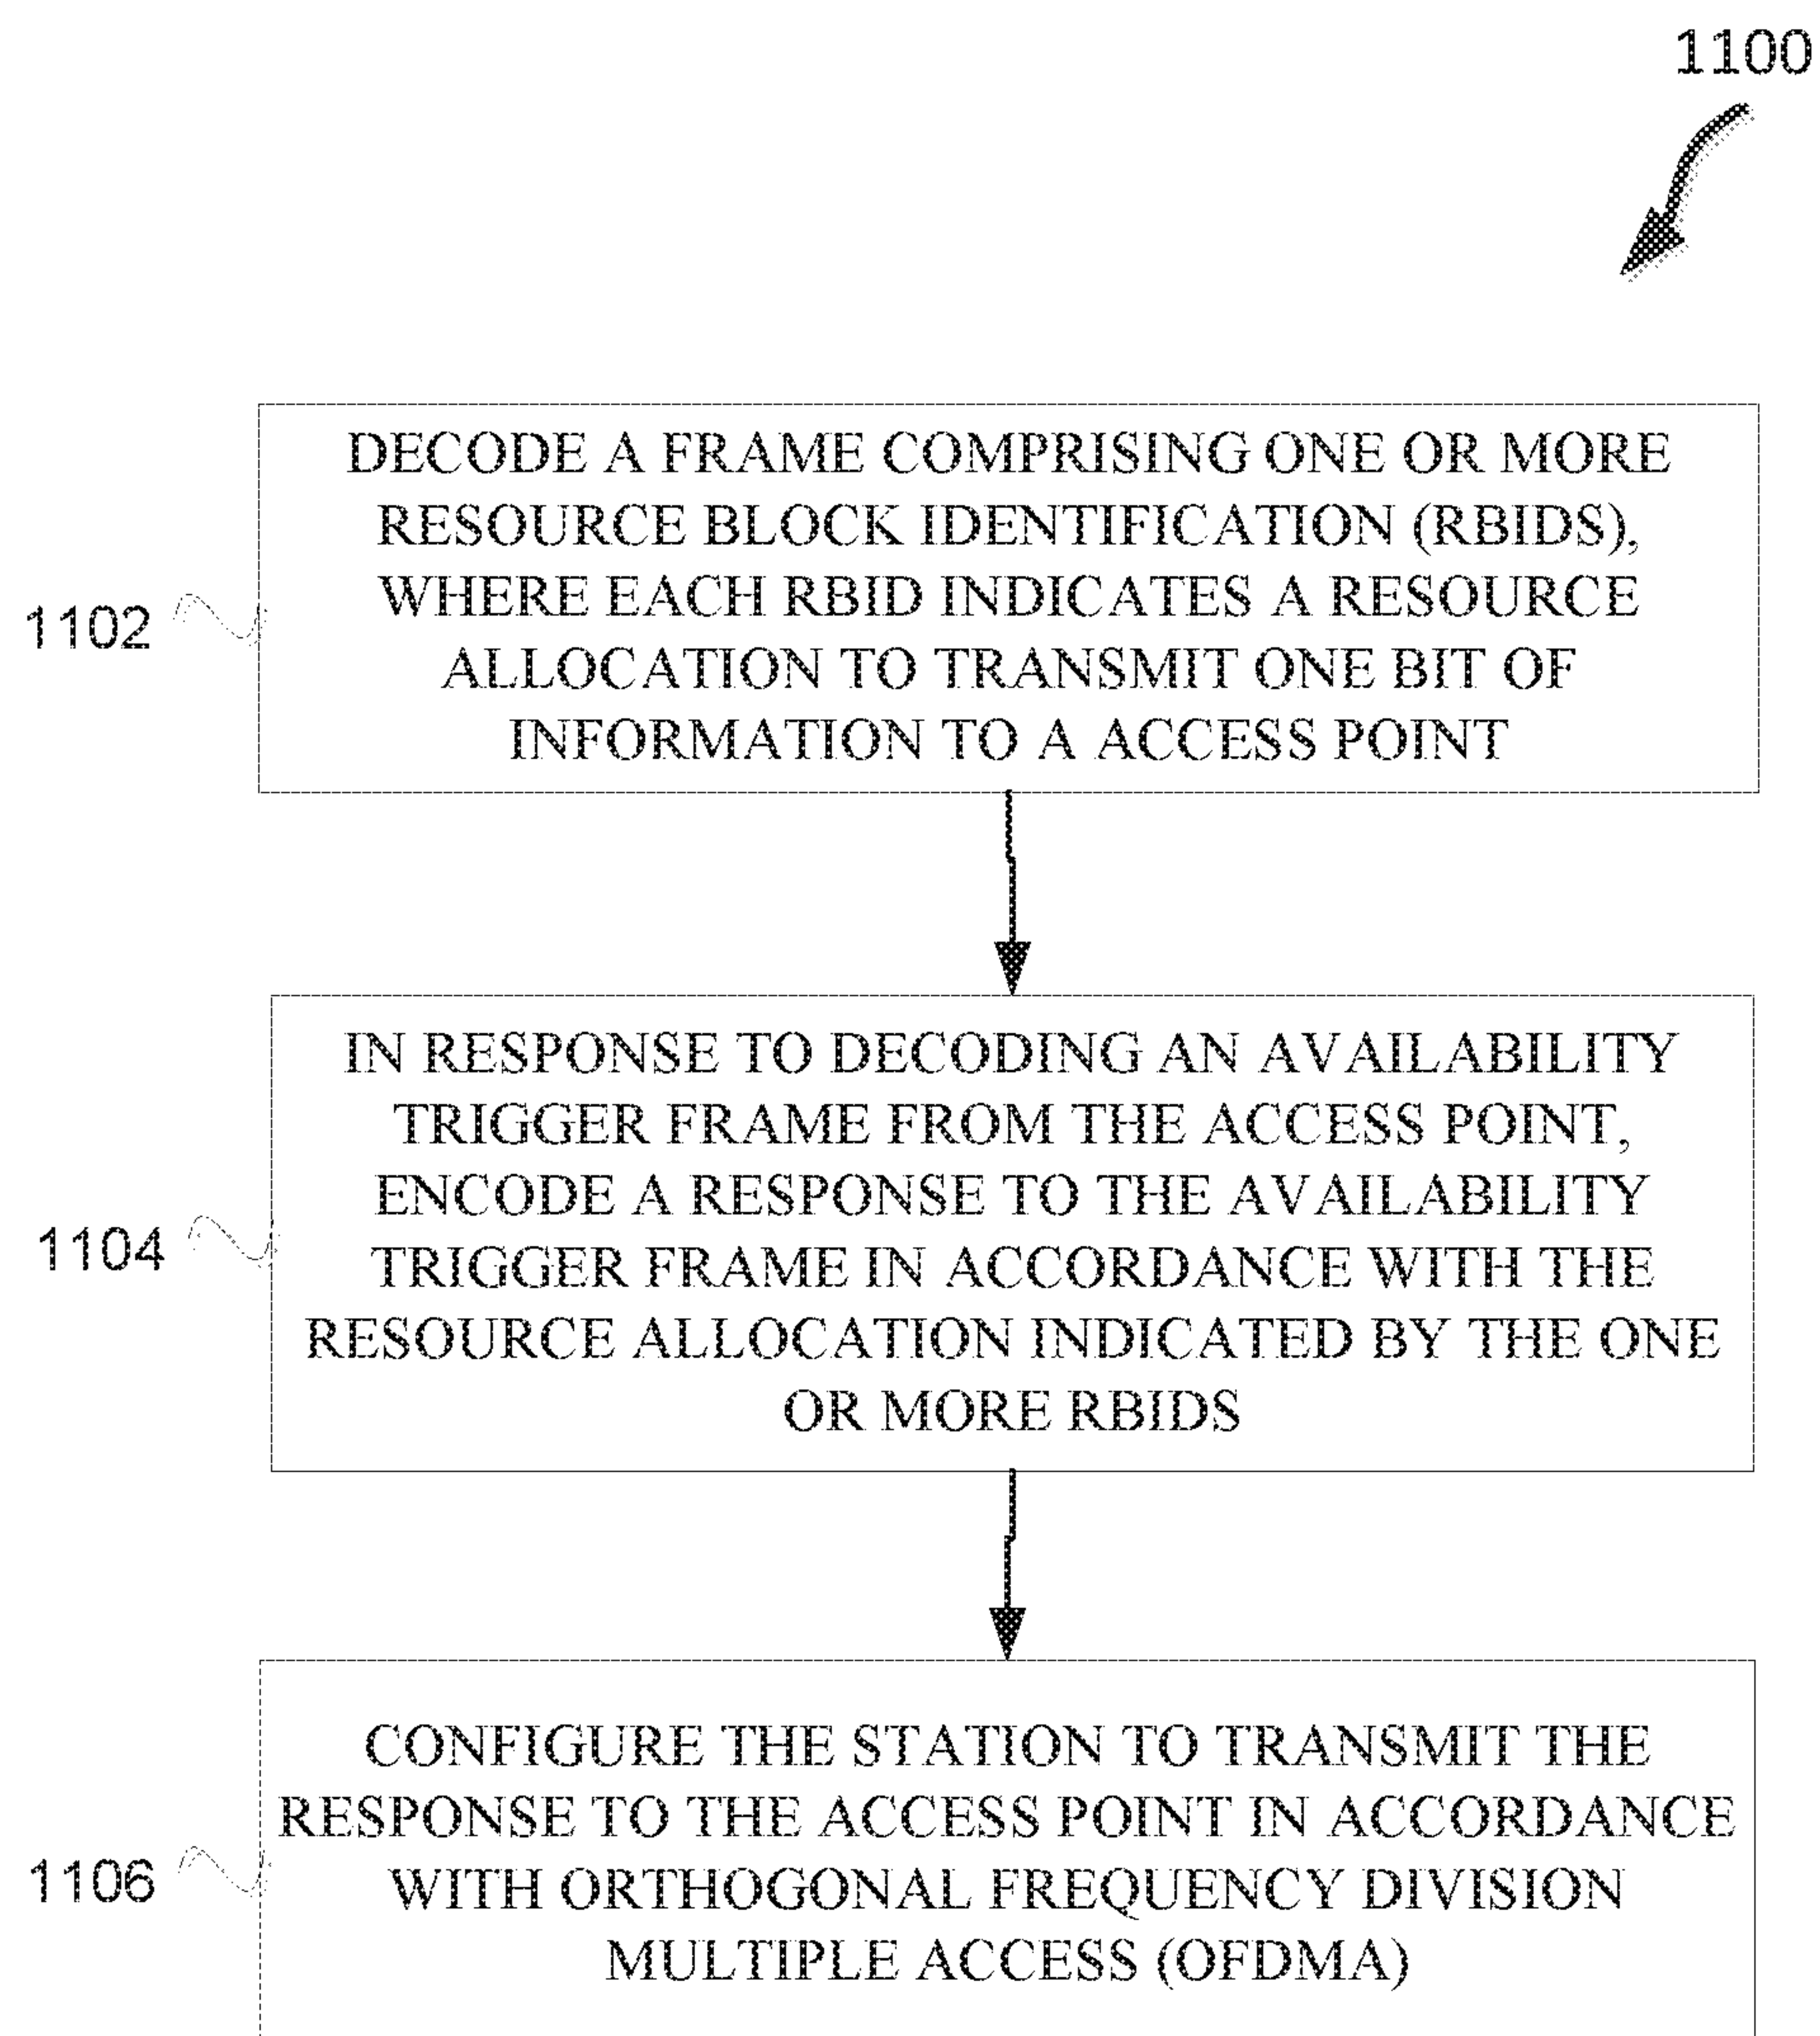 1100
DECODE A FRAME COMPRISING ONE OR MORE
RESOURCE BLOCK IDENTIFICATION (RBIDS),
WHERE EACH RBID INDICATES A RESOURCE
ALLOCATION TO TRANSMIT ONE BIT OF
INFORMATION TO A ACCESS POINT
1102
IN RESPONSE TO DECODING AN AVAILABILITY
TRIGGER FRAME FROM THE ACCESS POINT,
ENCODE A RESPONSE TO THE AVAILABILITY
TRIGGER FRAME IN ACCORDANCE WITH THE
RESOURCE ALLOCATION INDICATED BY THE ONE
OR MORE RBIDS
1104
CONFIGURE THE STATION TO TRANSMIT THE
RESPONSE TO THE ACCESS POINT IN ACCORDANCE
WITH ORTHOGONAL FREQUENCY DIVISION
MULTIPLE ACCESS (OFDMA)
1106